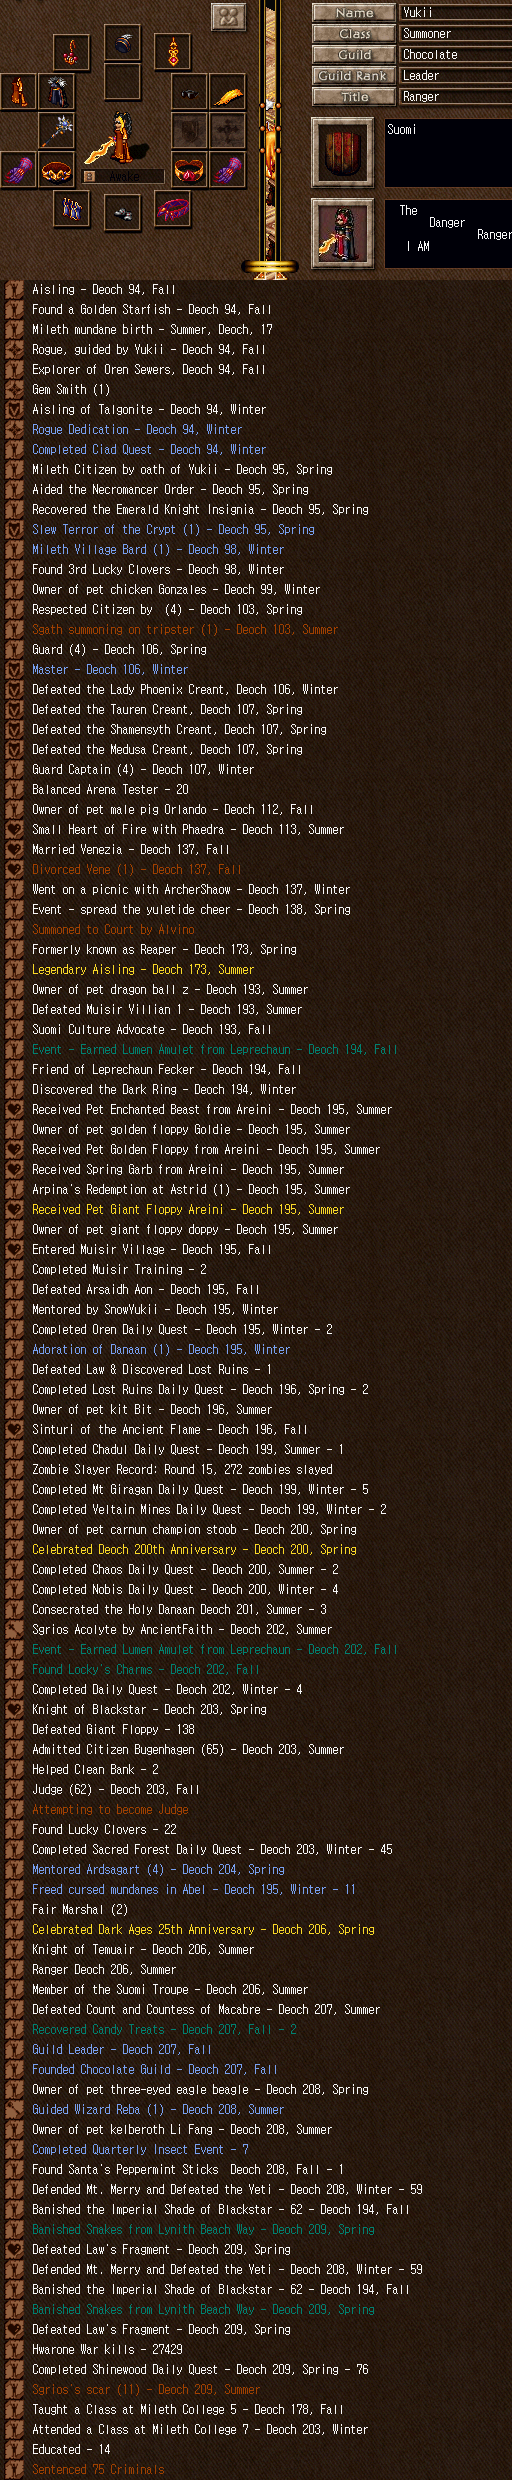 Name Yukii
Class Summoner
Guild Chocolate
Guild Rank Leader
Title Ranger
Suomi
8 Awake
The
Danger
Ranger
I AM
Aisling - Deoch 94, Fall
Found a Golden Starfish - Deoch 94, Fall
Mileth mundane birth - Summer, Deoch, 17
Rogue, guided by Yukii - Deoch 94, Fall
Explorer of Oren Sewers, Deoch 94, Fall
Gem Smith (1)
Aisling of Talgonite - Deoch 94, Winter
Rogue Dedication - Deoch 94, Winter
Completed Ciad Quest - Deoch 94, Winter
Mileth Citizen by oath of Yukii - Deoch 95, Spring
Aided the Necromancer Order - Deoch 95, Spring
Recovered the Emerald Knight Insignia - Deoch 95, Spring
Slew Terror of the Crypt (1) - Deoch 95, Spring
Mileth Village Bard (1) - Deoch 98, Winter
Found 3rd Lucky Clovers - Deoch 98, Winter
Owner of pet chicken Gonzales - Deoch 99, Winter
Respected Citizen by  (4) - Deoch 103, Spring
Sgath summoning on tripster (1) - Deoch 103, Summer
Guard (4) - Deoch 106, Spring
Master - Deoch 106, Winter
Defeated the Lady Phoenix Creant, Deoch 106, Winter
Defeated the Tauren Creant, Deoch 107, Spring
Defeated the Shamensyth Creant, Deoch 107, Spring
Defeated the Medusa Creant, Deoch 107, Spring
Guard Captain (4) - Deoch 107, Winter
Balanced Arena Tester - 20
Owner of pet male pig Orlando - Deoch 112, Fall
Small Heart of Fire with Phaedra - Deoch 113, Summer
Married Venezia - Deoch 137, Fall
Divorced Vene (1) - Deoch 137, Fall
Went on a picnic with ArcherShaow - Deoch 137, Winter
Event - spread the yuletide cheer - Deoch 138, Spring
Summoned to Court by Alvino
Formerly known as Reaper - Deoch 173, Spring
Legendary Aisling - Deoch 173, Summer
Owner of pet dragon ball z - Deoch 193, Summer
Defeated Muisir Villian 1 - Deoch 193, Summer
Suomi Culture Advocate - Deoch 193, Fall
Event - Earned Lumen Amulet from Leprechaun - Deoch 194, Fall
Friend of Leprechaun Fecker - Deoch 194, Fall
Discovered the Dark Ring - Deoch 194, Winter
Received Pet Enchanted Beast from Areini - Deoch 195, Summer
Owner of pet golden floppy Goldie - Deoch 195, Summer
Received Pet Golden Floppy from Areini - Deoch 195, Summer
Received Spring Garb from Areini - Deoch 195, Summer
Arpina's Redemption at Astrid (1) - Deoch 195, Summer
Received Pet Giant Floppy Areini - Deoch 195, Summer
Owner of pet giant floppy doppy - Deoch 195, Summer
Entered Muisir Village - Deoch 195, Fall
Completed Muisir Training - 2
Defeated Arsaidh Aon - Deoch 195, Fall
Mentored by SnowYukii - Deoch 195, Winter
Completed Oren Daily Quest - Deoch 195, Winter - 2
Adoration of Danaan (1) - Deoch 195, Winter
Defeated Law & Discovered Lost Ruins - 1
Completed Lost Ruins Daily Quest - Deoch 196, Spring - 2
Owner of pet kit Bit - Deoch 196, Summer
Sinturi of the Ancient Flame - Deoch 196, Fall
Completed Chadul Daily Quest - Deoch 199, Summer - 1
Zombie Slayer Record: Round 15, 272 zombies slayed
Completed Mt Giragan Daily Quest - Deoch 199, Winter - 5
Completed Veltain Mines Daily Quest - Deoch 199, Winter - 2
Owner of pet carnun champion stoob - Deoch 200, Spring
Celebrated Deoch 200th Anniversary - Deoch 200, Spring
Completed Chaos Daily Quest - Deoch 200, Summer - 2
Completed Nobis Daily Quest - Deoch 200, Winter - 4
Consecrated the Holy Danaan Deoch 201, Summer - 3
Sgrios Acolyte by AncientFaith - Deoch 202, Summer
Event - Earned Lumen Amulet from Leprechaun - Deoch 202, Fall
Found Locky's Charms - Deoch 202, Fall
Completed Daily Quest - Deoch 202, Winter - 4
Knight of Blackstar - Deoch 203, Spring
Defeated Giant Floppy - 138
Admitted Citizen Bugenhagen (65) - Deoch 203, Summer
Helped Clean Bank - 2
Judge (62) - Deoch 203, Fall
Attempting to become Judge
Found Lucky Clovers - 22
Completed Sacred Forest Daily Quest - Deoch 203, Winter - 45
Mentored Ardsagart (4) - Deoch 204, Spring
Freed cursed mundanes in Abel - Deoch 195, Winter - 11
Fair Marshal (2)
Celebrated Dark Ages 25th Anniversary - Deoch 206, Spring
Knight of Temuair - Deoch 206, Summer
Ranger Deoch 206, Summer
Member of the Suomi Troupe - Deoch 206, Summer
Defeated Count and Countess of Macabre - Deoch 207, Summer
Recovered Candy Treats - Deoch 207, Fall - 2
Guild Leader - Deoch 207, Fall
Founded Chocolate Guild - Deoch 207, Fall
Owner of pet three-eyed eagle beagle - Deoch 208, Spring
Guided Wizard Reba (1) - Deoch 208, Summer
Owner of pet kelberoth Li Fang - Deoch 208, Summer
Completed Quarterly Insect Event - 7
Found Santa's Peppermint Sticks  Deoch 208, Fall - 1
Defended Mt. Merry and Defeated the Yeti - Deoch 208, Winter - 59
Banished the Imperial Shade of Blackstar - 62 - Deoch 194, Fall
Banished Snakes from Lynith Beach Way - Deoch 209, Spring
Defeated Law's Fragment - Deoch 209, Spring
Defended Mt. Merry and Defeated the Yeti - Deoch 208, Winter - 59
Banished the Imperial Shade of Blackstar - 62 - Deoch 194, Fall
Banished Snakes from Lynith Beach Way - Deoch 209, Spring
Defeated Law's Fragment - Deoch 209, Spring
Hwarone War kills - 27429
Completed Shinewood Daily Quest - Deoch 209, Spring - 76
Sgrios's scar (11) - Deoch 209, Summer
Taught a Class at Mileth College 5 - Deoch 178, Fall
Attended a Class at Mileth College 7 - Deoch 203, Winter
Educated - 14
Sentenced 75 Criminals